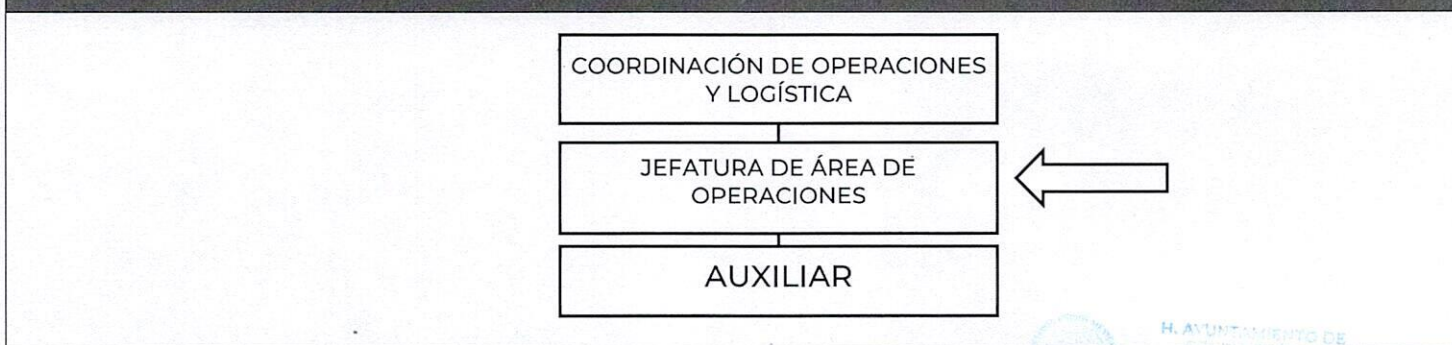 COORDINACIÓN DE OPERACIONES
Y LOGÍSTICA
JEFATURA DE ÁREA DE
OPERACIONES
AUXILIAR
H. AYUNTAMIENTO DE